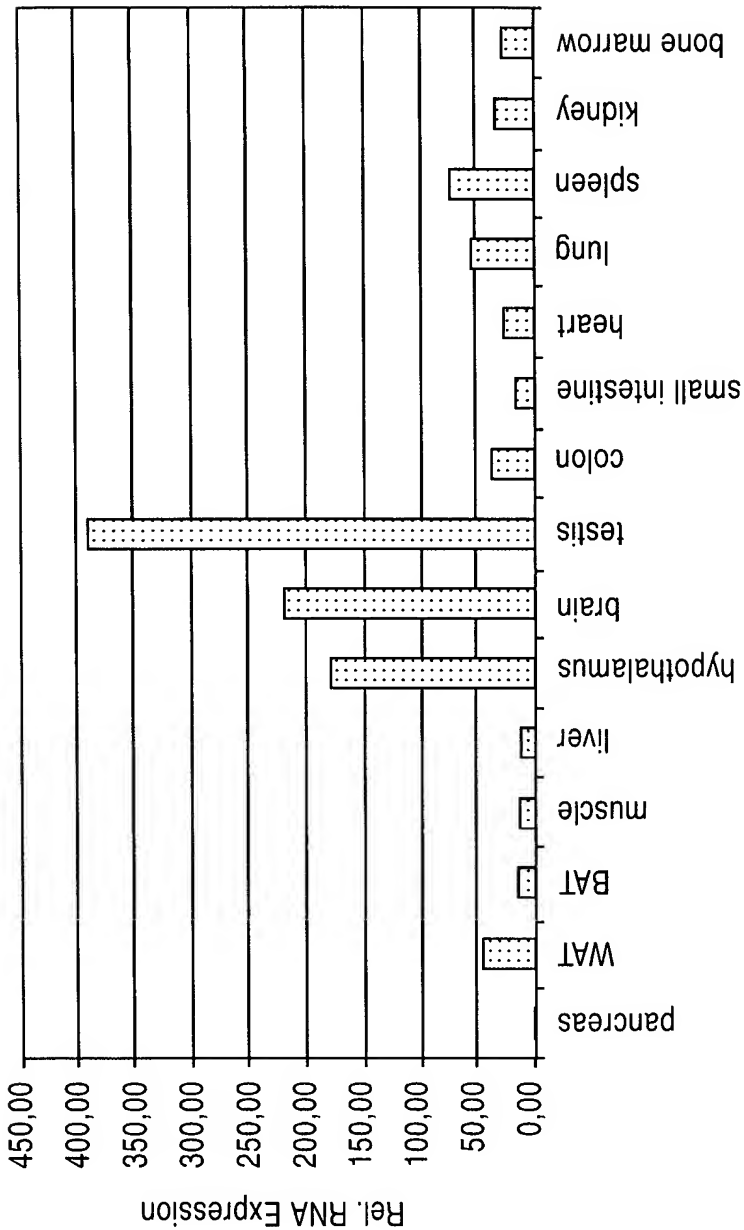 Rel. RNA Expression
450,00
400,00
350,00
300,00
250,00
200,00
150,00
100,00
50,00
0,00
pancreas
WAT
BAT
muscle
liver
hypothalamus
brain
testis
colon
small intestine
heart
lung
spleen
kidney
bone marrow